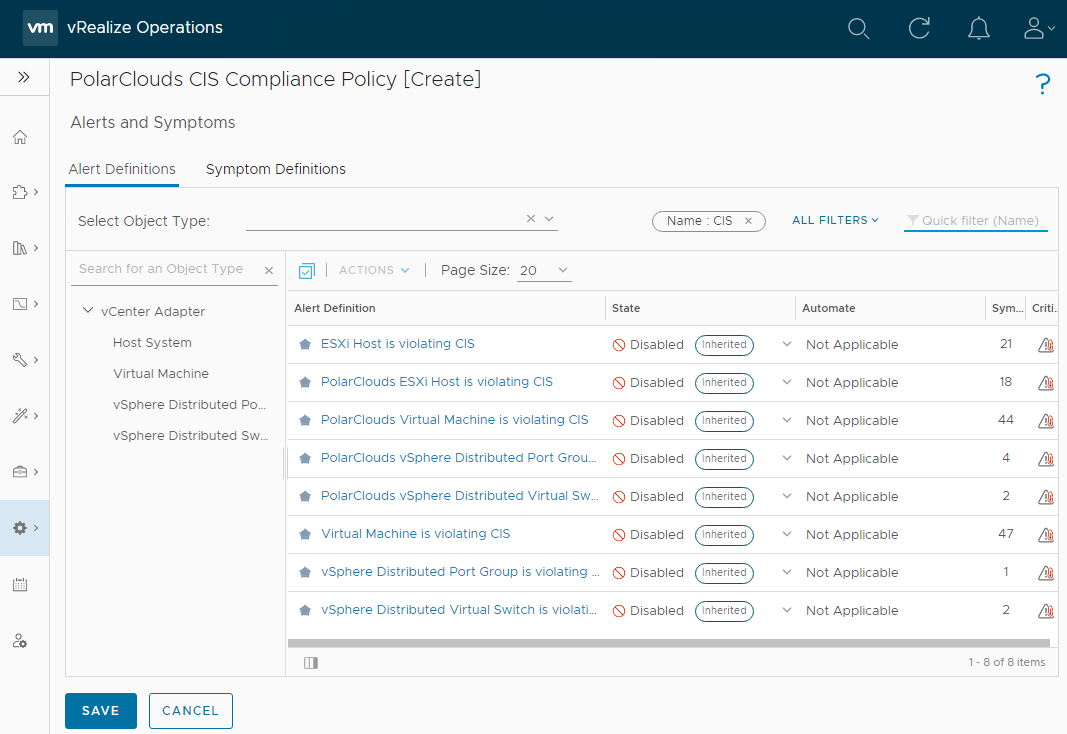 vm vRealize Operations
PolarClouds CIS Compliance Policy [Create]
?
Alerts and Symptoms
Alert Definitions Symptom Definitions
Select Object Type:
Name : CIS
ALL FILTERS
Quick filter (Name)
Search for an Object Type
ACTIONS
Page Size: 20
vCenter Adapter
Host System
Virtual Machine
vSphere Distributed Po...
vSphere Distributed Sw...
Alert Definition State Automate Sym... Criti...
ESXi Host is violating CIS Disabled Inherited Not Applicable 21
PolarClouds ESXi Host is violating CIS Disabled Inherited Not Applicable 18
PolarClouds Virtual Machine is violating CIS Disabled Inherited Not Applicable 44
PolarClouds vSphere Distributed Port Grou... Disabled Inherited Not Applicable 4
PolarClouds vSphere Distributed Virtual Sw... Disabled Inherited Not Applicable 2
Virtual Machine is violating CIS Disabled Inherited Not Applicable 47
vSphere Distributed Port Group is violating ... Disabled Inherited Not Applicable 1
vSphere Distributed Virtual Switch is violati... Disabled Inherited Not Applicable 2
1 - 8 of 8 items
SAVE CANCEL